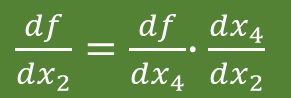 df/dx₂ = df/dx₄ · dx₄/dx₂